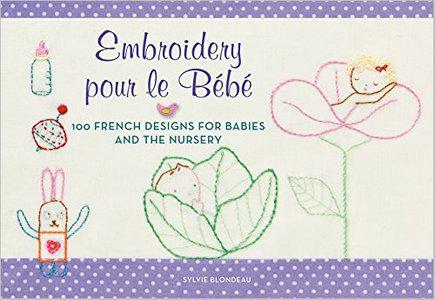 Embroidery
pour le Bébé
100 FRENCH DESIGNS FOR BABIES
AND THE NURSERY
SYLVIE BLONDEAU